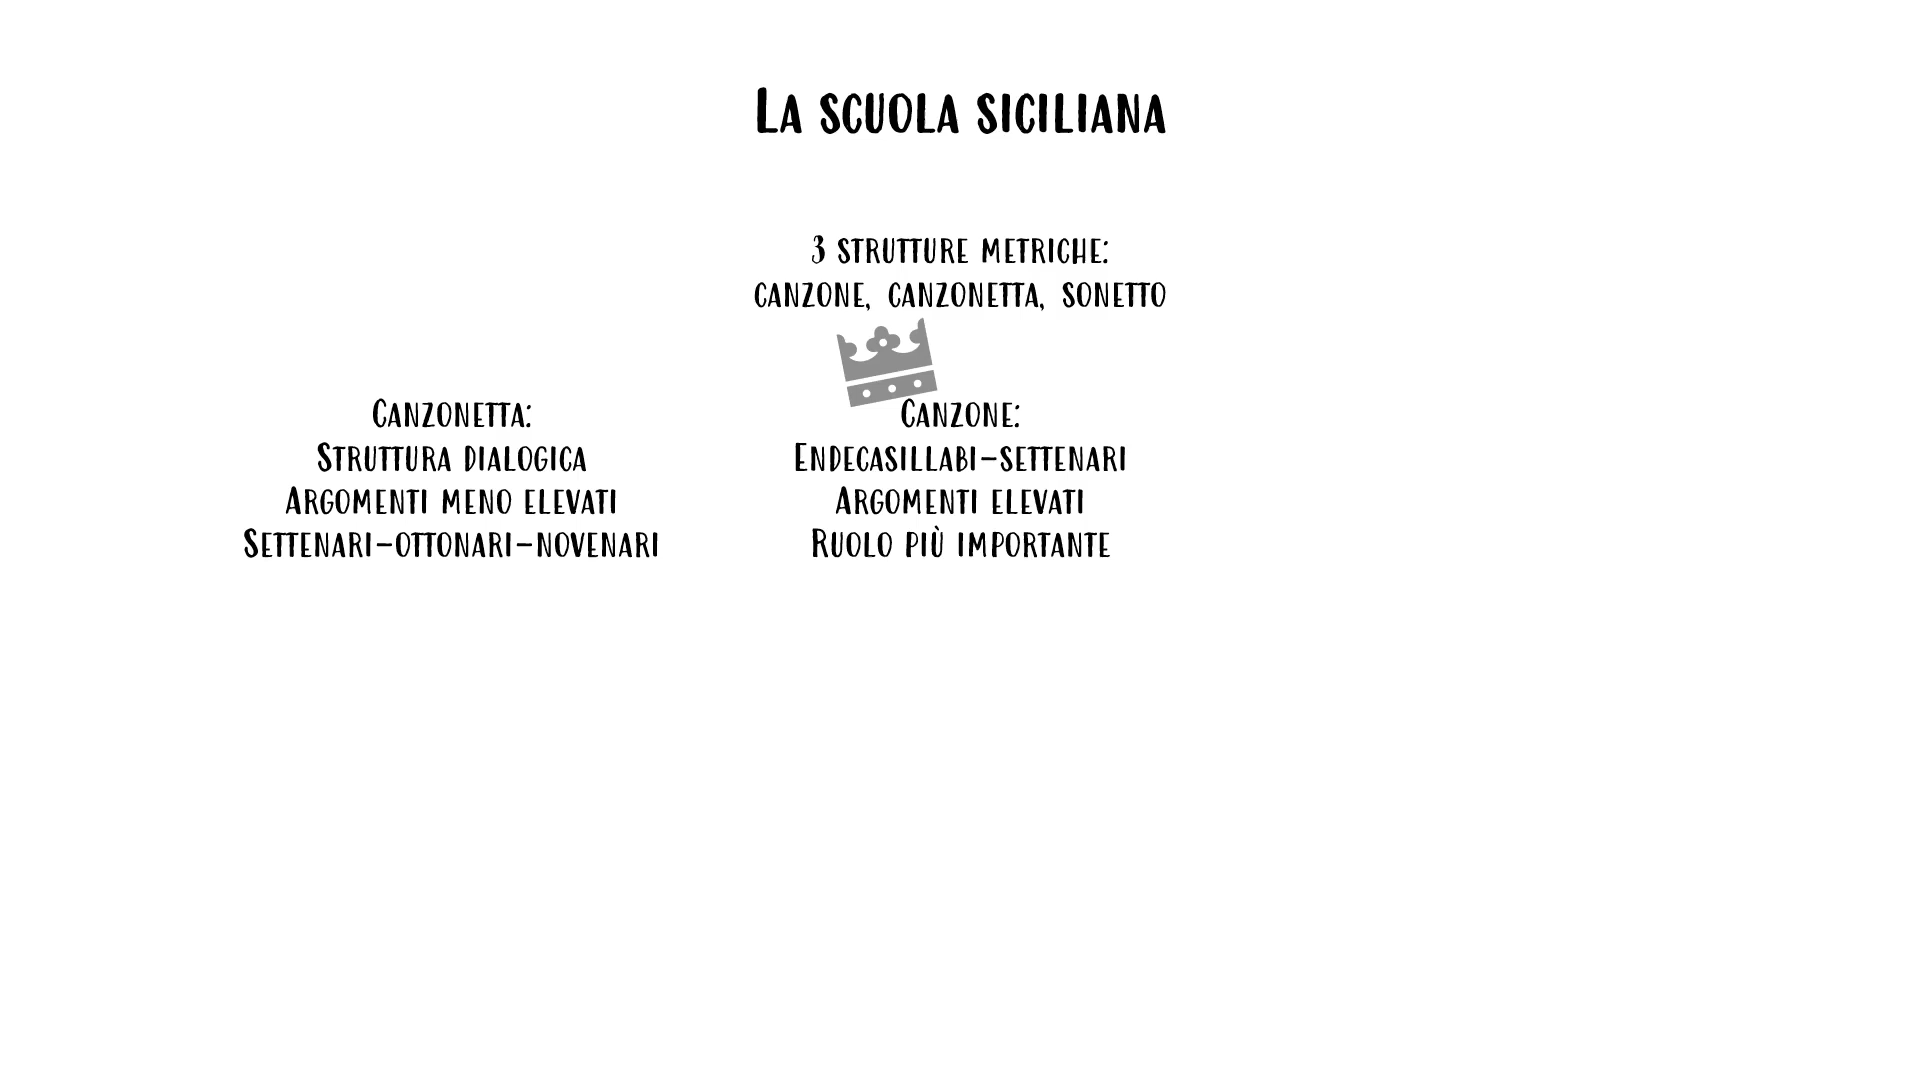 La scuola siciliana
3 strutture metriche:
canzone, canzonetta, sonetto
Canzonetta:
Struttura dialogica
Argomenti meno elevati
Settenari-ottonari-novenari
Canzone:
Endecasillabi-settenari
Argomenti elevati
Ruolo più importante